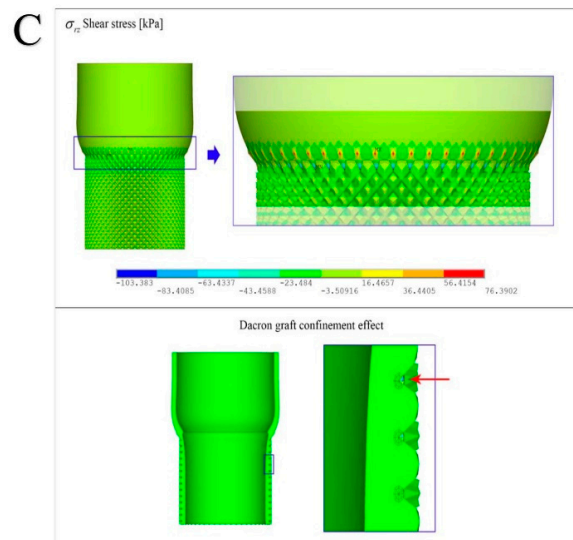 C
σrz Shear stress [kPa]
-103.383 -63.4337 -23.484 16.4657 56.4154
-83.4085 -43.4588 -3.50916 36.4405 76.3902
Dacron graft confinement effect